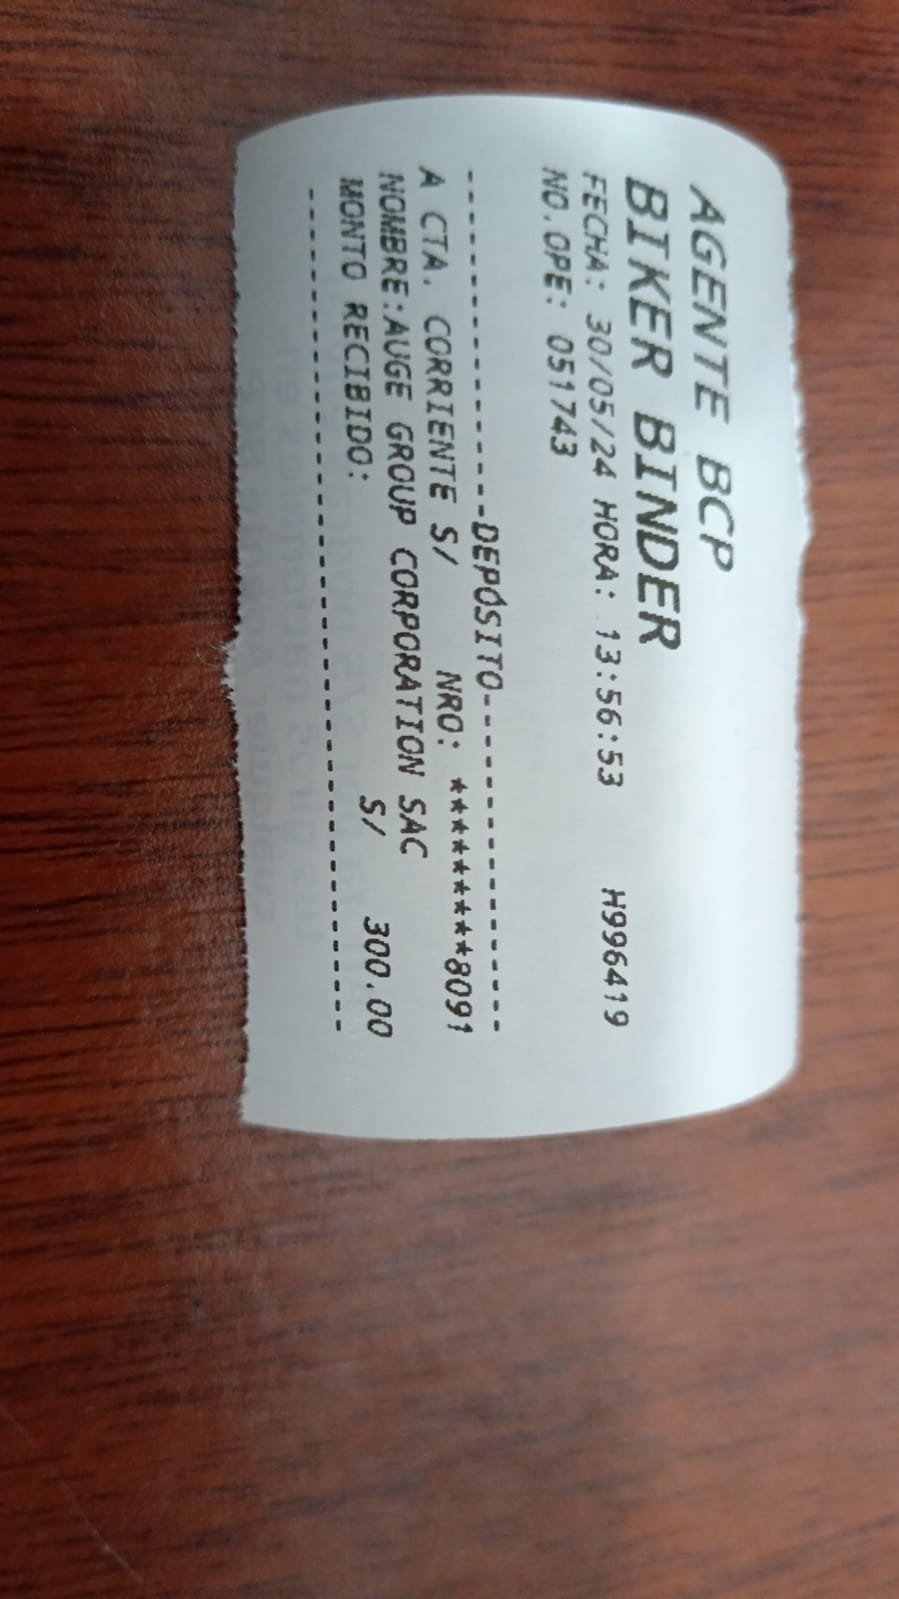 AGENTE BCP
BIKER BINDER
FECHA: 30/05/24 HORA: 13:56:53 H996419
NO.OPE: 051743
-------------------DEPÓSITO--------------------
A CTA. CORRIENTE S/ NRO: *********8091
NOMBRE:AUGE GROUP CORPORATION SAC
MONTO RECIBIDO: S/ 300.00
-----------------------------------------------